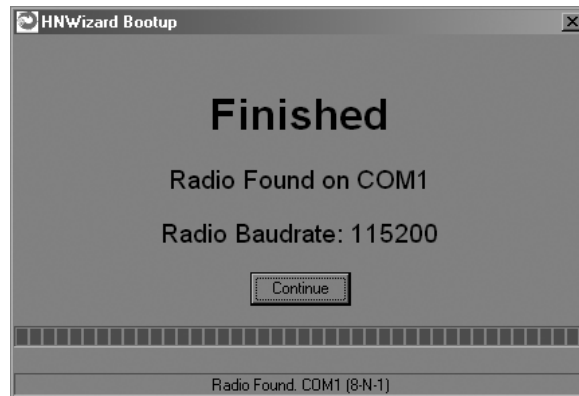 HNWizard Bootup
Finished
Radio Found on COM1
Radio Baudrate: 115200
Continue
Radio Found. COM1 (8-N-1)